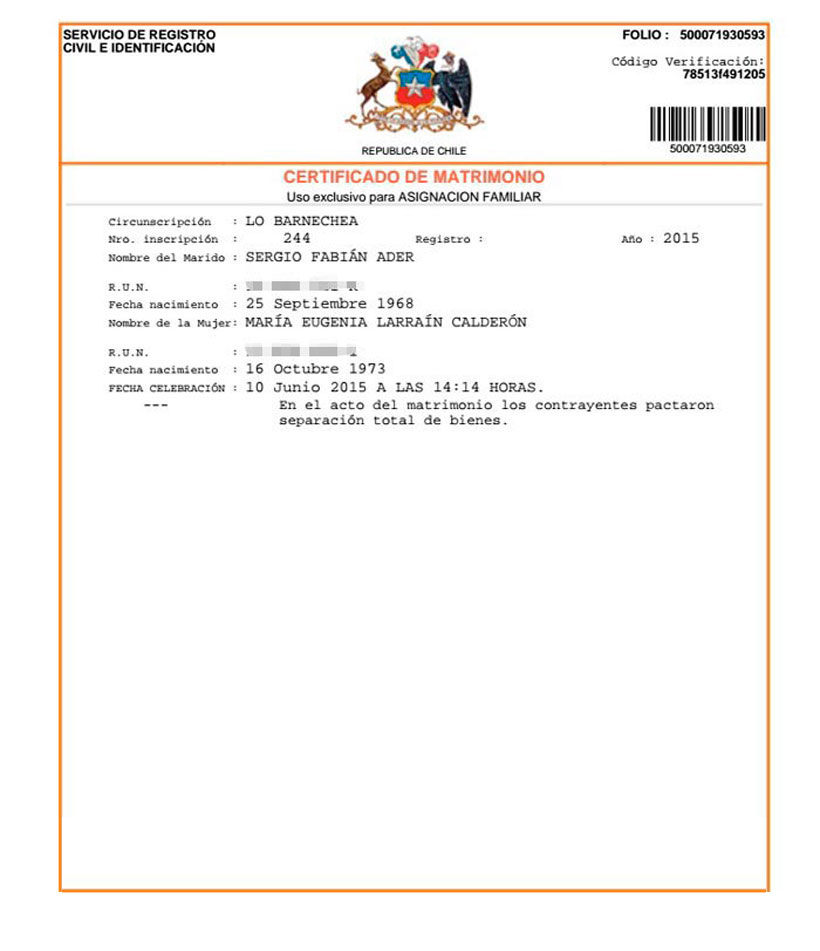 SERVICIO DE REGISTRO
CIVIL E IDENTIFICACIÓN
FOLIO : 500071930593
Código Verificación:
78513f491205
500071930593
REPUBLICA DE CHILE
CERTIFICADO DE MATRIMONIO
Uso exclusivo para ASIGNACION FAMILIAR
Circunscripción : LO BARNECHEA
Nro. inscripción : 244 Registro : Año : 2015
Nombre del Marido : SERGIO FABIÁN ADER
R.U.N. :
Fecha nacimiento : 25 Septiembre 1968
Nombre de la Mujer: MARÍA EUGENIA LARRAÍN CALDERÓN
R.U.N. :
Fecha nacimiento : 16 Octubre 1973
FECHA CELEBRACIÓN : 10 Junio 2015 A LAS 14:14 HORAS.
--- En el acto del matrimonio los contrayentes pactaron
separación total de bienes.